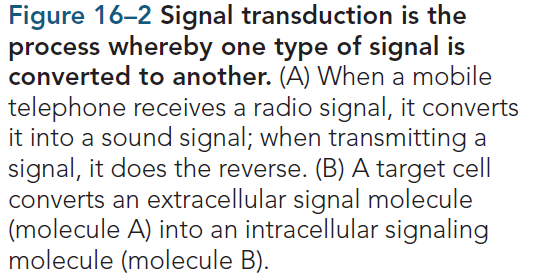 Figure 16–2 Signal transduction is the
process whereby one type of signal is
converted to another. (A) When a mobile
telephone receives a radio signal, it converts
it into a sound signal; when transmitting a
signal, it does the reverse. (B) A target cell
converts an extracellular signal molecule
(molecule A) into an intracellular signaling
molecule (molecule B).